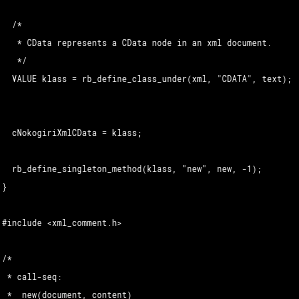 /*
 * CData represents a CData node in an xml document.
 */
VALUE klass = rb_define_class_under(xml, "CDATA", text);
cNokogiriXmlCData = klass;
rb_define_singleton_method(klass, "new", new, -1);
}
#include <xml_comment.h>
/*
 * call-seq:
 *  new(document, content)